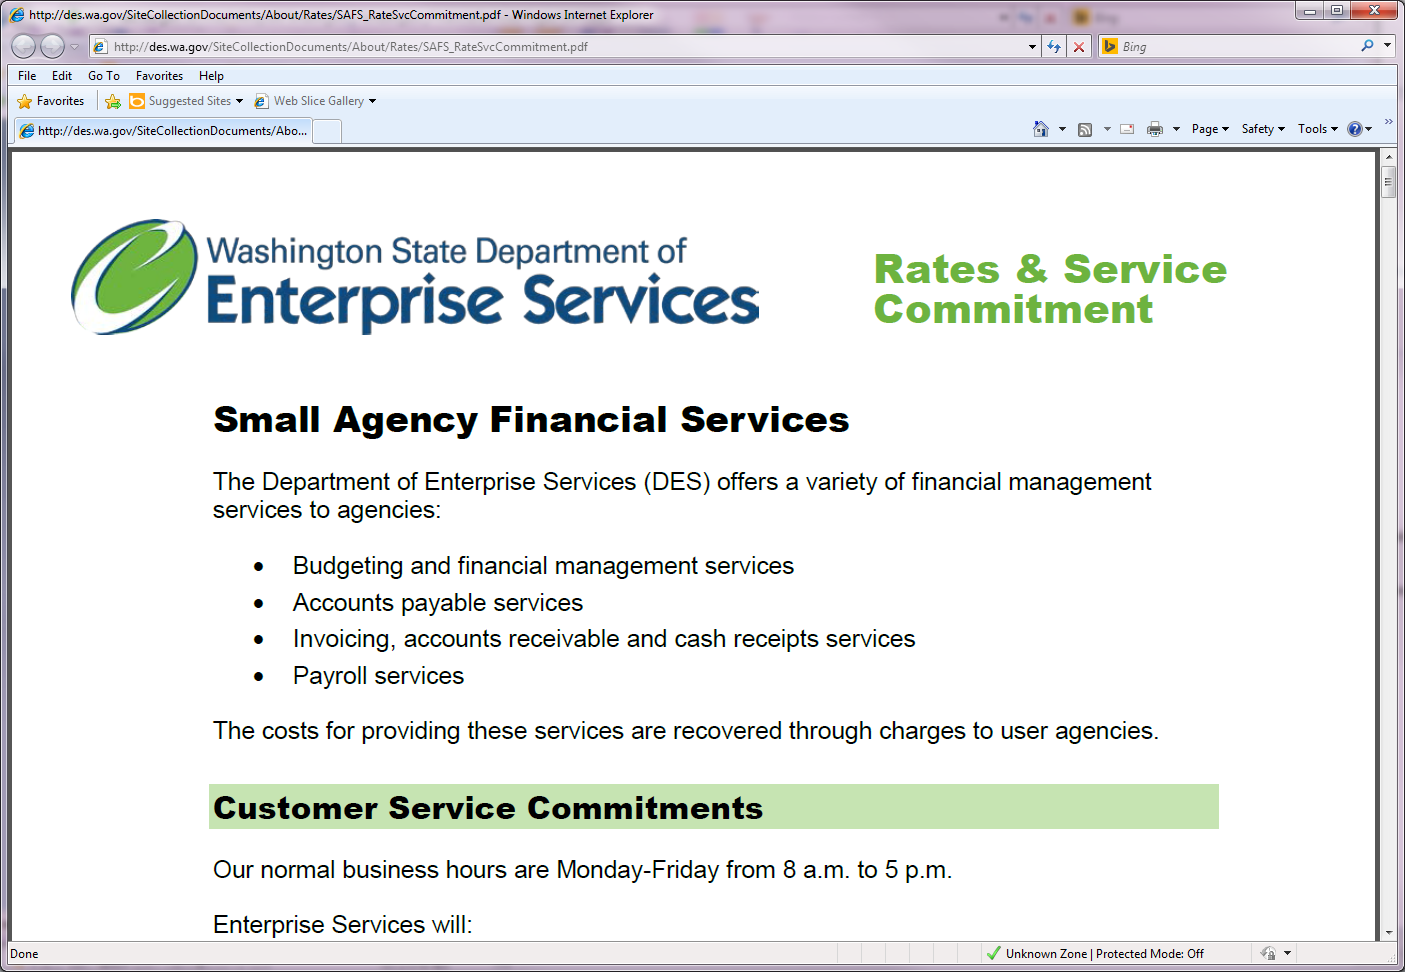 http://des.wa.gov/SiteCollectionDocuments/About/Rates/SAFS_RateSvcCommitment.pdf - Windows Internet Explorer
http://des.wa.gov/SiteCollectionDocuments/About/Rates/SAFS_RateSvcCommitment.pdf
Bing
File Edit Go To Favorites Help
Favorites Suggested Sites Web Slice Gallery
http://des.wa.gov/SiteCollectionDocuments/Abo...
Page Safety Tools
Washington State Department of
Enterprise Services
Rates & Service
Commitment
Small Agency Financial Services
The Department of Enterprise Services (DES) offers a variety of financial management
services to agencies:
• Budgeting and financial management services
• Accounts payable services
• Invoicing, accounts receivable and cash receipts services
• Payroll services
The costs for providing these services are recovered through charges to user agencies.
Customer Service Commitments
Our normal business hours are Monday-Friday from 8 a.m. to 5 p.m.
Enterprise Services will:
Done
Unknown Zone | Protected Mode: Off